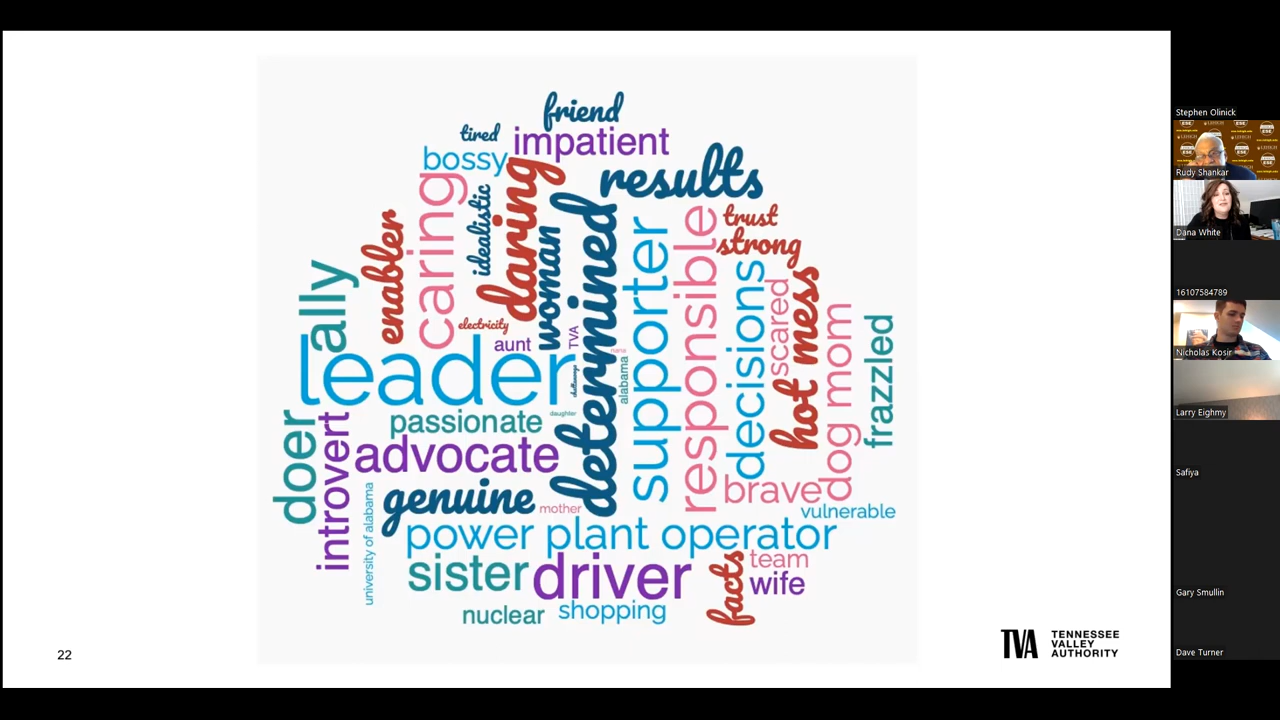 friend
tired
impatient
bossy
results
daring
caring
idealistic
enabler
woman
determined
supporter
responsible
trust
strong
decisions
scared
hot mess
dog mom
frazzled
ally
electricity
aunt
TVA
nana
alabama
chattanooga
leader
daughter
passionate
doer
introvert
advocate
genuine
mother
university of alabama
brave
vulnerable
power plant operator
sister
driver
facts
team
wife
nuclear
shopping
22
TVA
TENNESSEE
VALLEY
AUTHORITY
Stephen Olinick
Rudy Shankar
Dana White
16107584789
Nicholas Kosir
Larry Eighmy
Safiya
Gary Smullin
Dave Turner